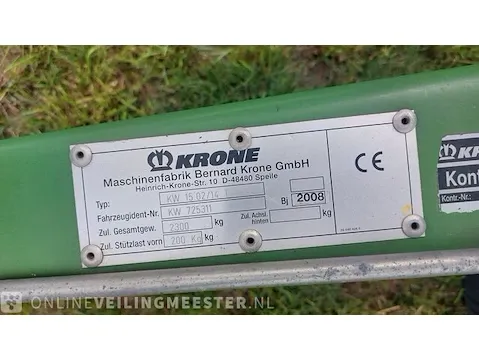 KRONE
Maschinenfabrik Bernard Krone GmbH
Heinrich-Krone-Str. 10 D-48480 Spelle
Typ: KW 15.02/14
Fahrzeugident-Nr. KW 725311 Bj 2008
Zul. Gesamtgew. 2300 kg Zul. Achsl. hinten kg
Zul. Stützlast vorn 200 Kg kg
CE
KRONE
Kont
Kontr.-Nr.:
ONLINEVEILINGMEESTER.NL